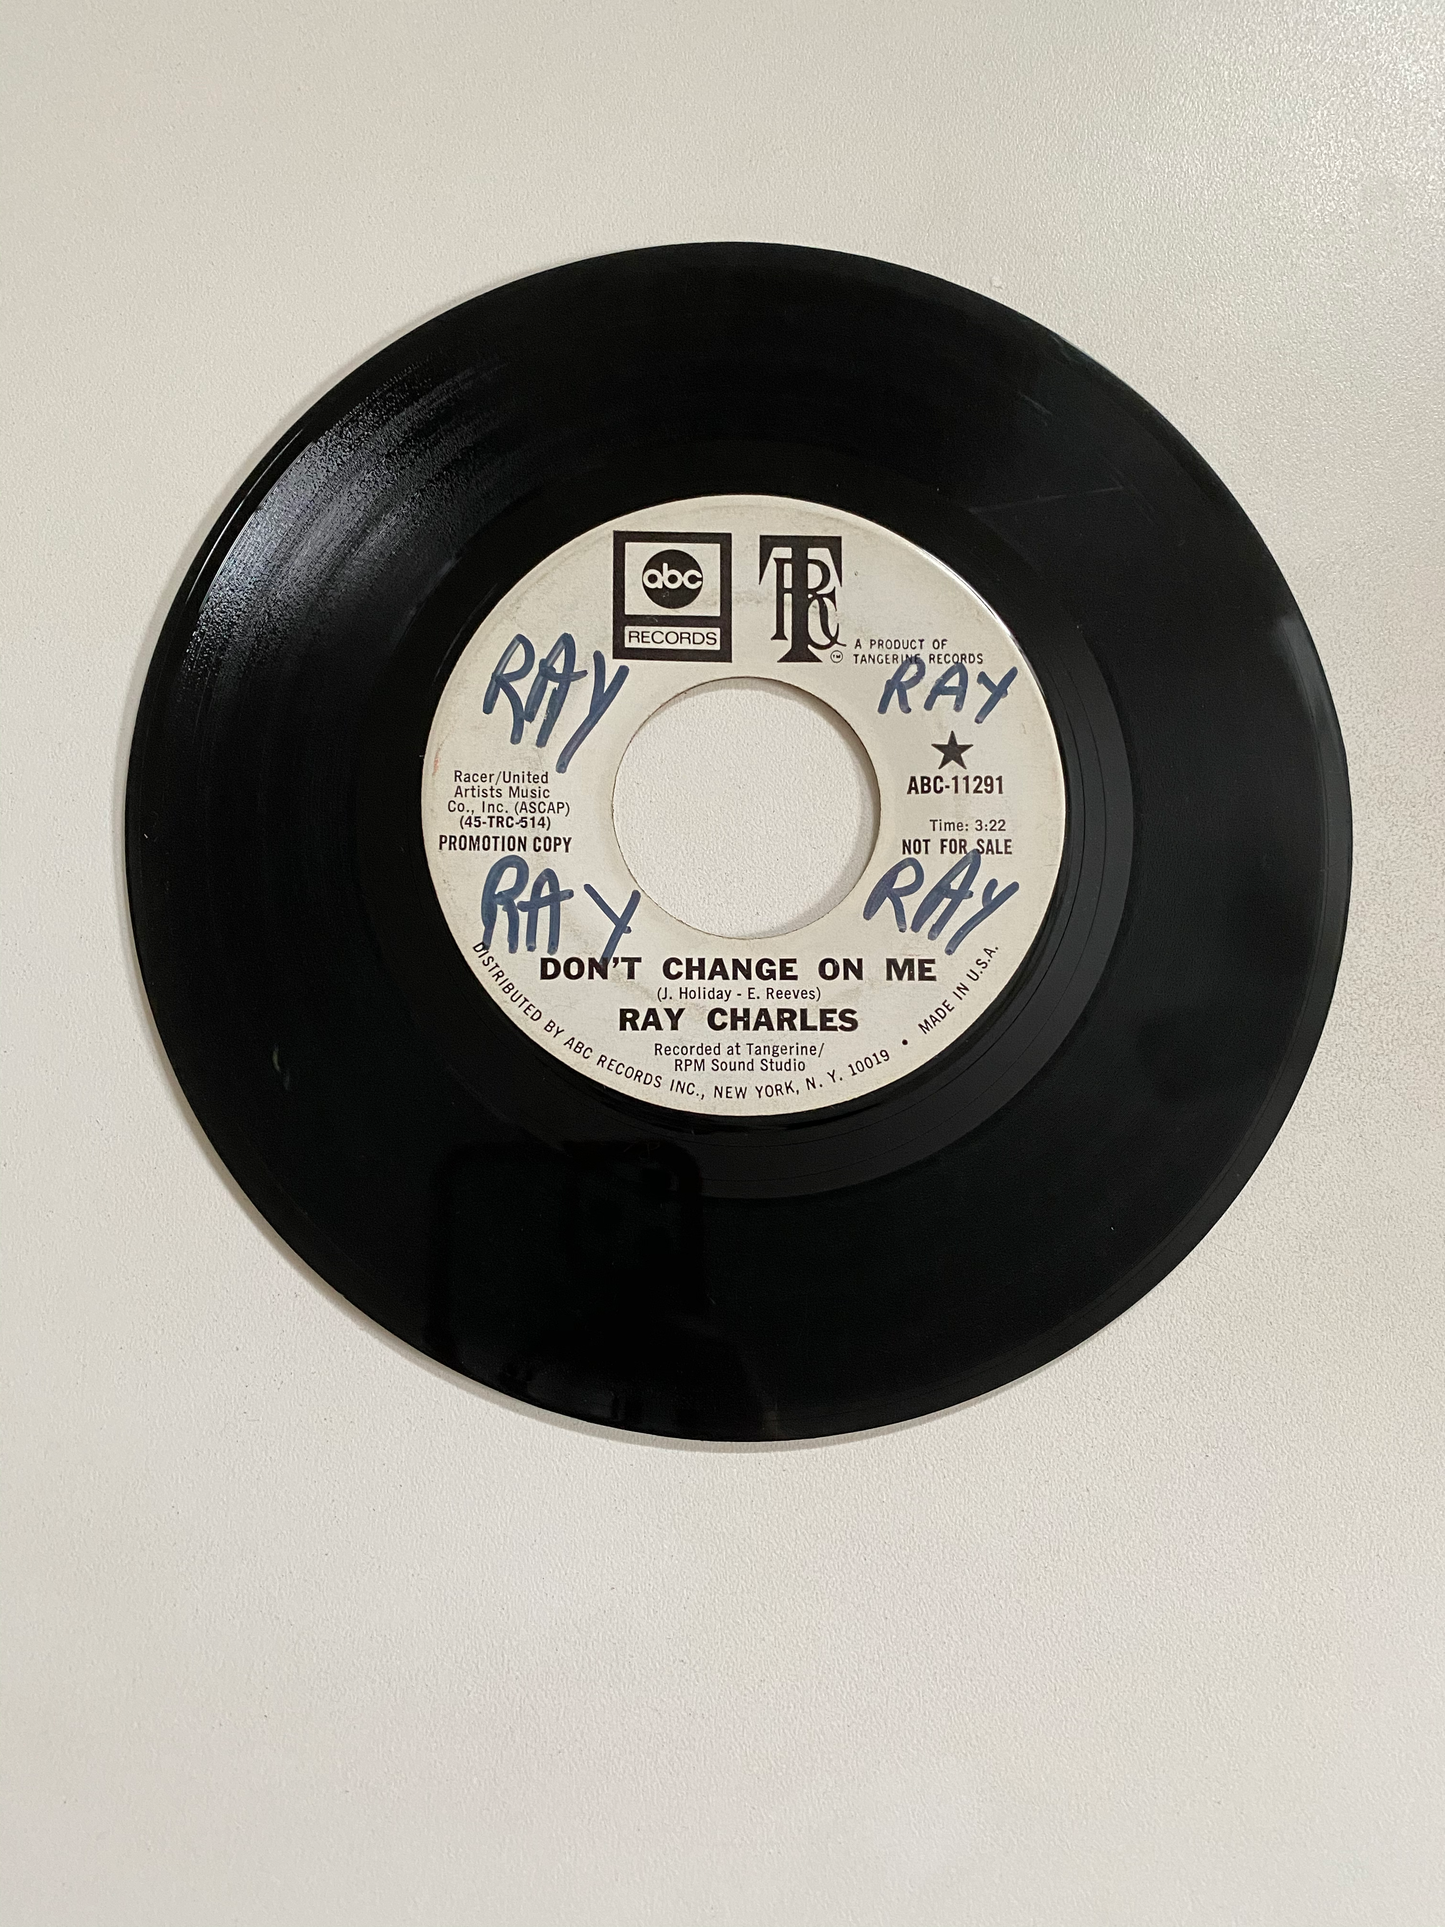 abc
RECORDS
TRC
TM
A PRODUCT OF
TANGERINE RECORDS
RAY
RAY
ABC-11291
Racer/United
Artists Music
Co., Inc. (ASCAP)
(45-TRC-514)
PROMOTION COPY
Time: 3:22
NOT FOR SALE
RAY
RAY
DON'T CHANGE ON ME
(J. Holiday - E. Reeves)
RAY CHARLES
Recorded at Tangerine/
RPM Sound Studio
DISTRIBUTED BY ABC RECORDS INC., NEW YORK, N. Y. 10019 • MADE IN U.S.A.